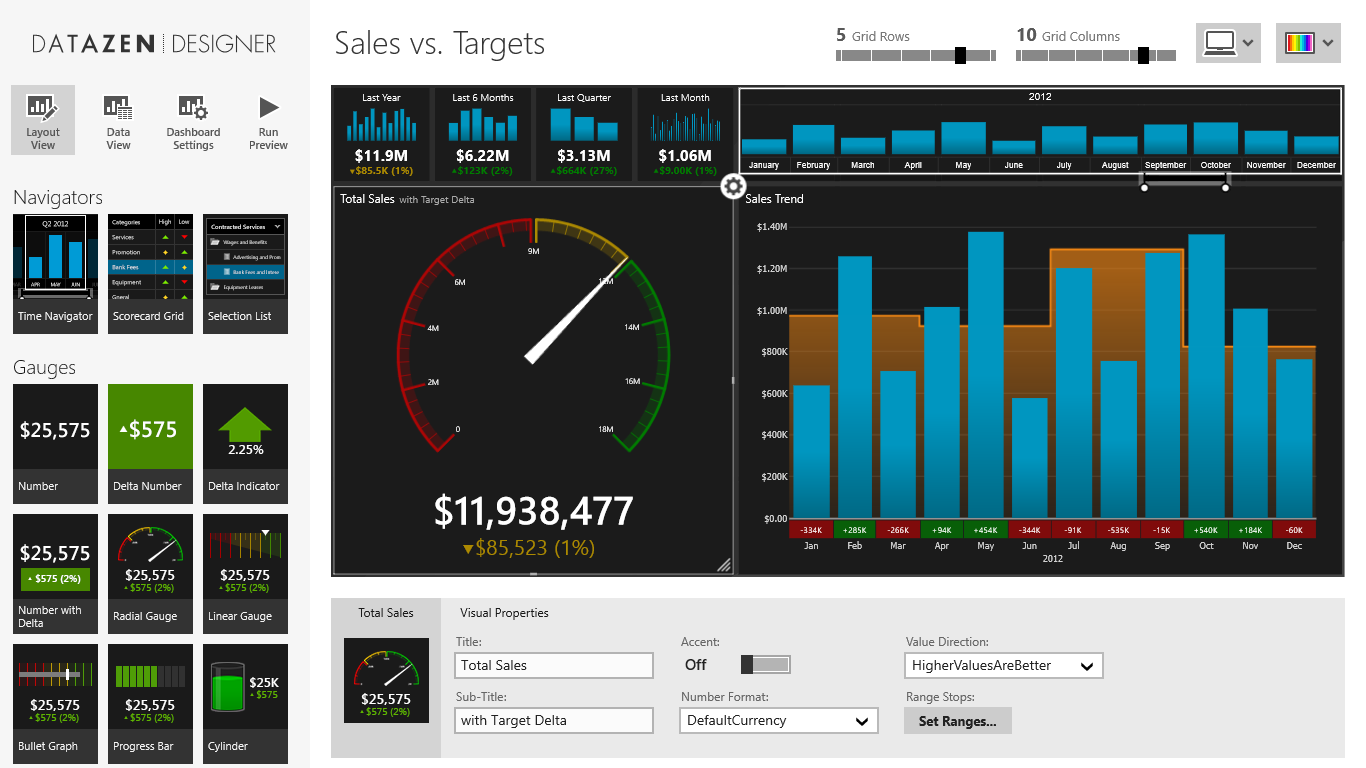 DATAZEN | DESIGNER
Layout View
Data View
Dashboard Settings
Run Preview
Navigators
Q2 2012
APR MAY JUN
Time Navigator
Categories High Low
Services
Promotion
Bank Fees
Equipment
Gneral
Scorecard Grid
Contracted Services
Wages and Benefits
Advertising and Prom
Bank Fees and Intere
Equipment Leases
Selection List
Gauges
$25,575
Number
▲$575
Delta Number
2.25%
Delta Indicator
$25,575
▲ $575 (2%)
Number with Delta
$25,575
▲ $575 (2%)
Radial Gauge
$25,575
▲ $575 (2%)
Linear Gauge
$25,575
▲ $575 (2%)
Bullet Graph
$25,575
▲ $575 (2%)
Progress Bar
$25K
▲ $575
Cylinder
Sales vs. Targets
5 Grid Rows
10 Grid Columns
Last Year
$11.9M
▼$85.5K (1%)
Last 6 Months
$6.22M
▲$123K (2%)
Last Quarter
$3.13M
▲$664K (27%)
Last Month
$1.06M
▲$9.00K (1%)
2012
January February March April May June July August September October November December
Total Sales with Target Delta
0
2M
4M
6M
9M
12M
14M
16M
18M
$11,938,477
▼$85,523 (1%)
Sales Trend
$1.40M
$1.20M
$1.00M
$800K
$600K
$400K
$200K
$0.00
-334K +285K -266K +94K +454K -344K -91K -535K -15K +540K +184K -60K
Jan Feb Mar Apr May Jun Jul Aug Sep Oct Nov Dec
2012
Total Sales
$25,575
▲ $575 (2%)
Visual Properties
Title:
Total Sales
Sub-Title:
with Target Delta
Accent:
Off
Number Format:
DefaultCurrency
Value Direction:
HigherValuesAreBetter
Range Stops:
Set Ranges...